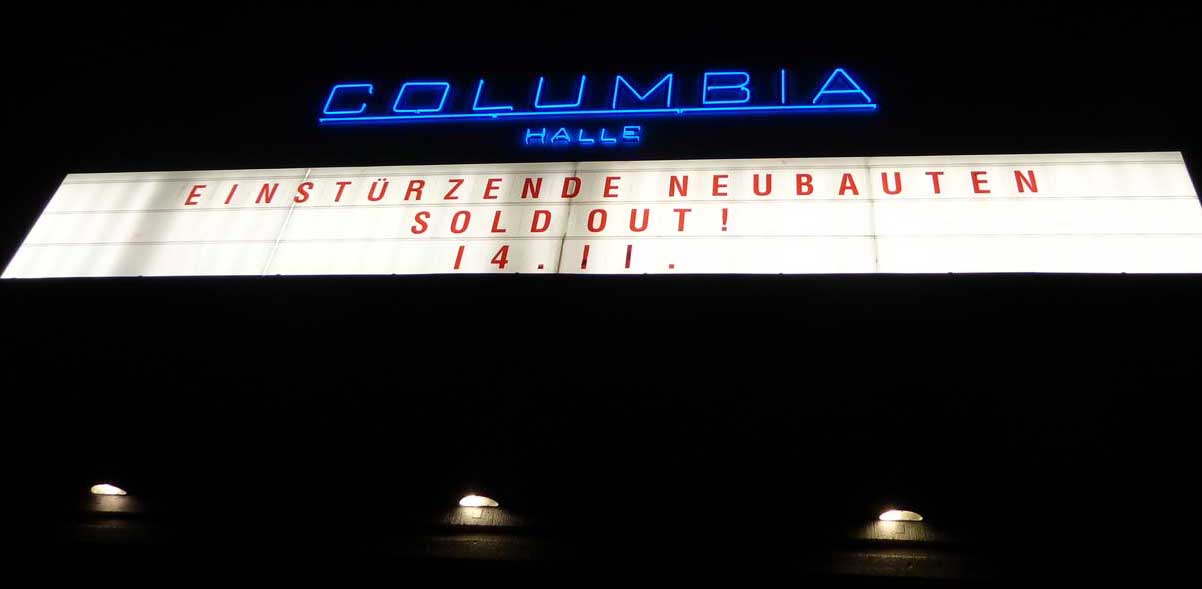 COLUMBIA
HALLE
EINSTÜRZENDE NEUBAUTEN
SOLD OUT!
14.11.